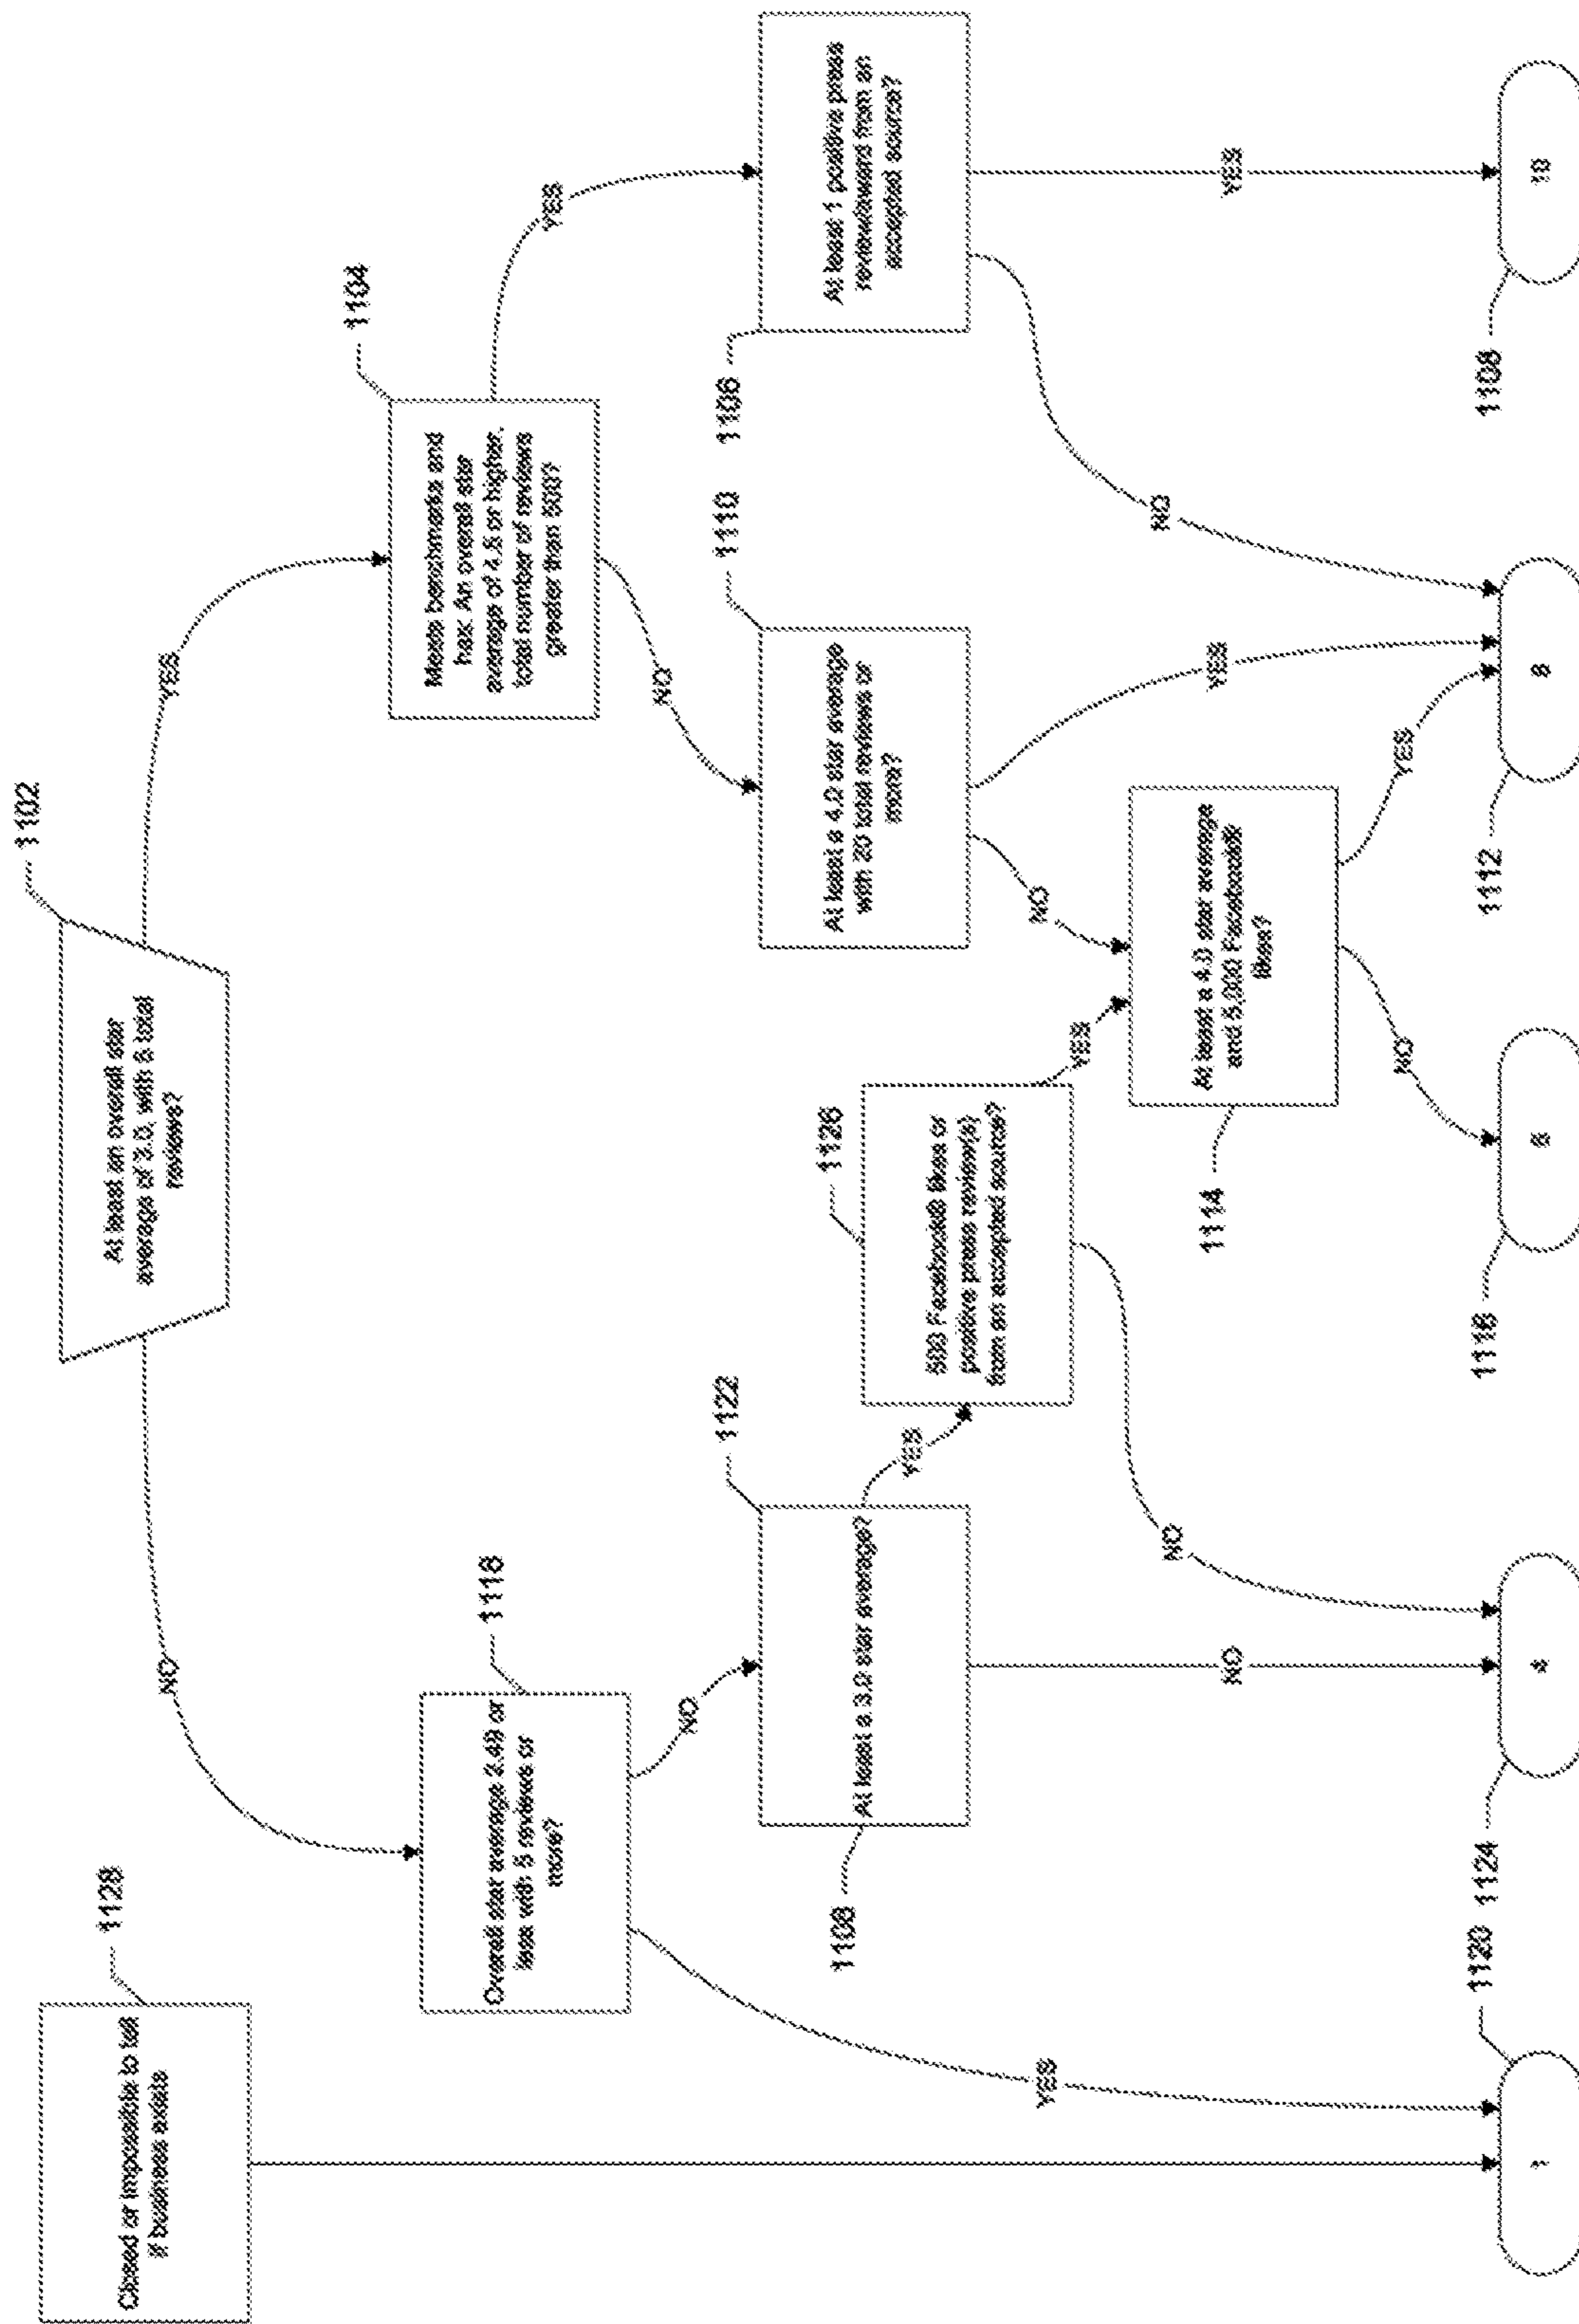 1128
Closed or impossible to tell
if business exists
1102
At least an overall star
average of 3.0, with total
reviews?
NO
YES
1104
Meets benchmarks and
has: An overall star
average of 4.5 or higher,
total number of reviews
greater than 500?
1118
Overall star average 2.49 or
less with 5 reviews or
more?
YES
NO
NO
1122
At least a 3.0 star average?
1108
1110
At least a 4.0 star average
with 20 total reviews or
more?
1106
At least 1 positive press
review/award from an
accepted source?
YES
1126
500 Facebook® likes or
positive press review(s)
from an accepted source?
YES
NO
1114
At least a 4.0 star average
and 5,000 Facebook®
likes?
YES
NO
NO
YES
NO
YES
NO
YES
1120
1
1124
4
1116
1112
8
1108
10